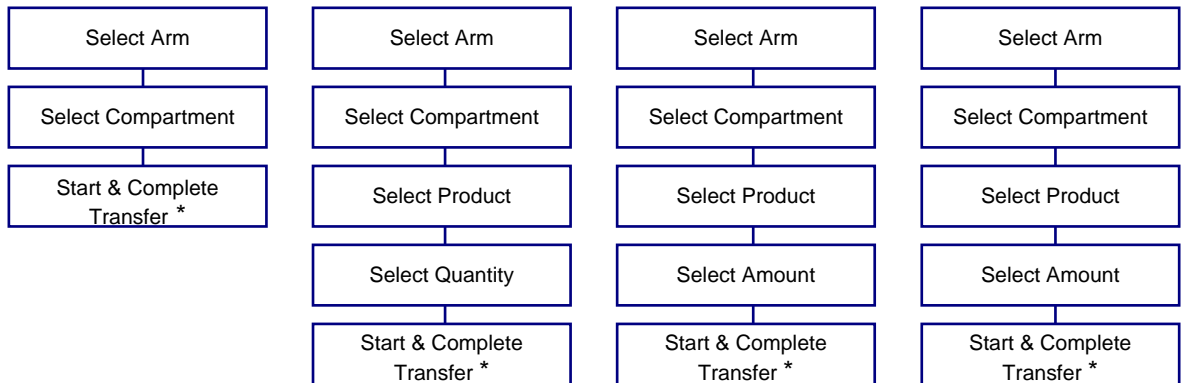 Select Arm
Select Compartment
Start & Complete
Transfer *
Select Arm
Select Compartment
Select Product
Select Quantity
Start & Complete
Transfer *
Select Arm
Select Compartment
Select Product
Select Amount
Start & Complete
Transfer *
Select Arm
Select Compartment
Select Product
Select Amount
Start & Complete
Transfer *